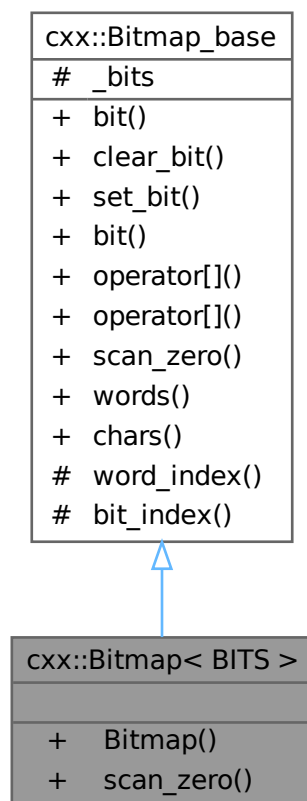 cxx::Bitmap_base
# _bits
+ bit()
+ clear_bit()
+ set_bit()
+ bit()
+ operator[]()
+ operator[]()
+ scan_zero()
+ words()
+ chars()
# word_index()
# bit_index()
cxx::Bitmap< BITS >
+ Bitmap()
+ scan_zero()